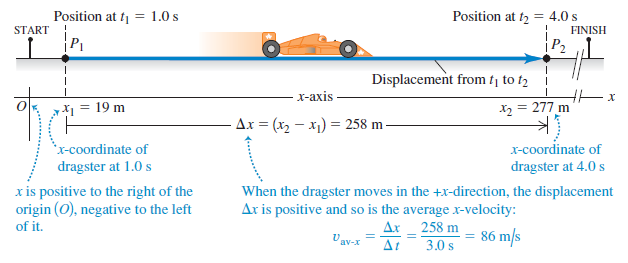 Position at t₁ = 1.0 s
Position at t₂ = 4.0 s
START
FINISH
P₁
P₂
Displacement from t₁ to t₂
x-axis
x
O
x₁ = 19 m
x₂ = 277 m
Δx = (x₂ − x₁) = 258 m
x-coordinate of
dragster at 1.0 s
x-coordinate of
dragster at 4.0 s
x is positive to the right of the
origin (O), negative to the left
of it.
When the dragster moves in the +x-direction, the displacement
Δx is positive and so is the average x-velocity:
v_av-x = Δx/Δt = 258 m/3.0 s = 86 m/s